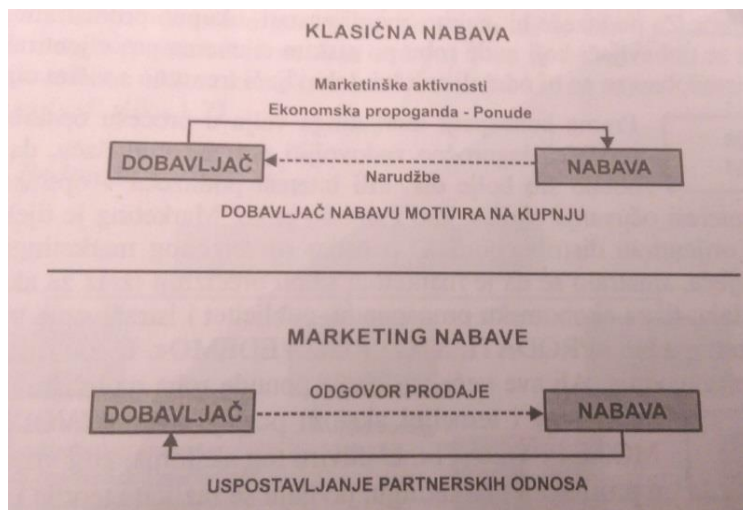 KLASIČNA NABAVA
Marketinške aktivnosti
Ekonomska propoganda - Ponude
DOBAVLJAČ
NABAVA
Narudžbe
DOBAVLJAČ NABAVU MOTIVIRA NA KUPNJU
MARKETING NABAVE
ODGOVOR PRODAJE
DOBAVLJAČ
NABAVA
USPOSTAVLJANJE PARTNERSKIH ODNOSA